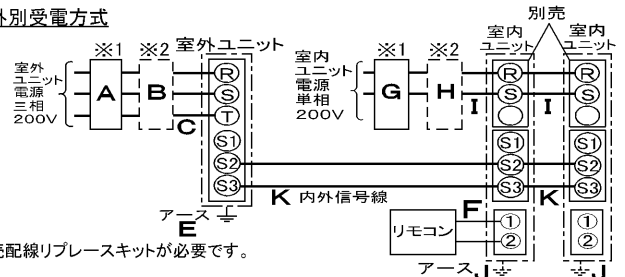 外別受電方式
別売
※1
※2
室外ユニット
※1
※2
室内
ユニット
室内
ユニット
室外
ユニット
電源
三相
200V
A
B
C
R
S
T
S1
S2
S3
室内
ユニット
電源
単相
200V
G
H
I
R
S
S1
S2
S3
I
R
S
S1
S2
S3
K 内外信号線
K
アース
E
リモコン
F
1
2
1
2
アース
J
J
売配線リプレースキットが必要です。